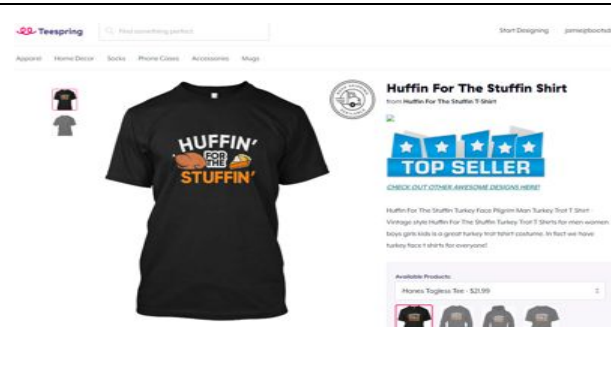 Teespring
Find something perfect
Start Designing
Apparel Home Decor Socks Phone Cases Accessories Mugs
HUFFIN'
FOR
THE
STUFFIN'
Huffin For The Stuffin Shirt
from Huffin For The Stuffin T-Shirt
TOP SELLER
CHECK OUT OTHER AWESOME DESIGNS HERE!
Huffin For The Stuffin Turkey Face Pilgrim Man Turkey Trot T Shirt
Vintage style Huffin For The Stuffin Turkey Trot T Shirts for men women
boys girls kids is a great turkey trot tshirt costume. In fact we have
turkey face t shirts for everyone!
Available Products:
Hanes Tagless Tee - $21.99